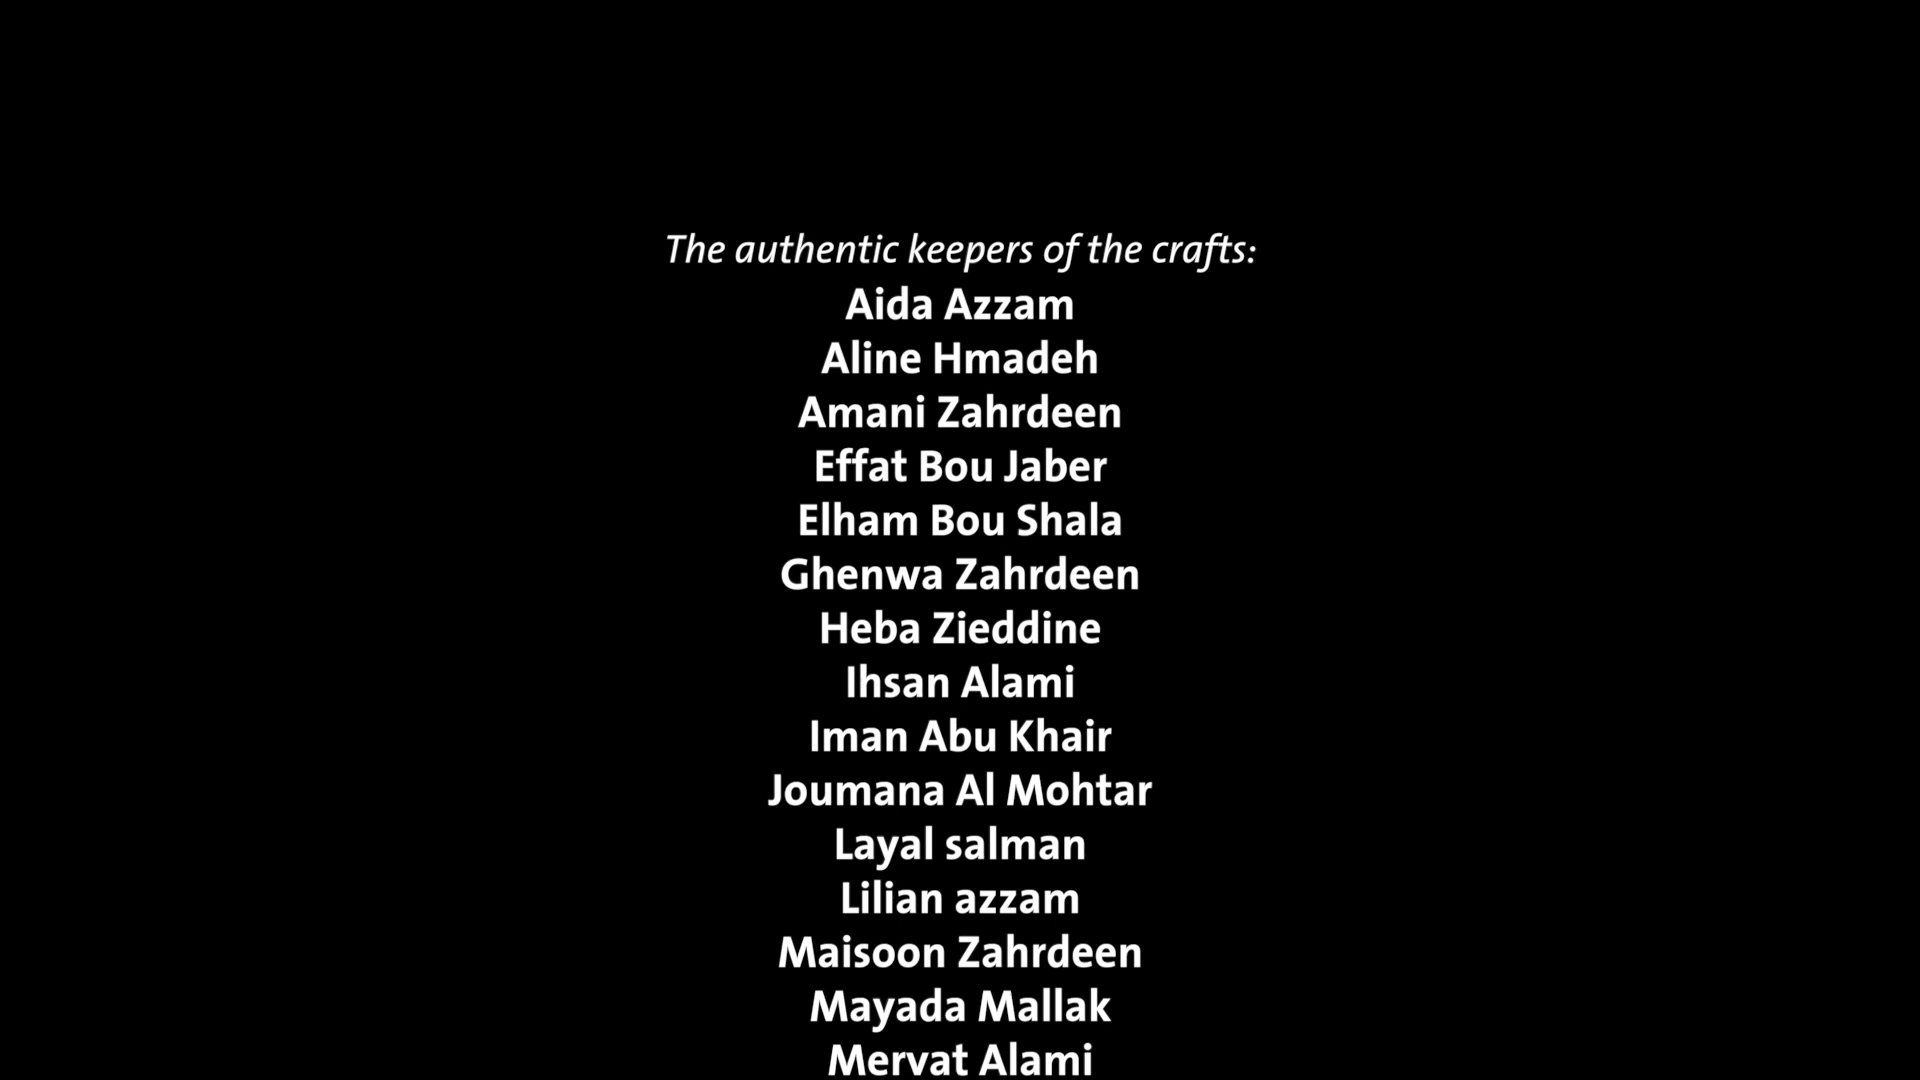 The authentic keepers of the crafts:
Aida Azzam
Aline Hmadeh
Amani Zahrdeen
Effat Bou Jaber
Elham Bou Shala
Ghenwa Zahrdeen
Heba Zieddine
Ihsan Alami
Iman Abu Khair
Joumana Al Mohtar
Layal salman
Lilian azzam
Maisoon Zahrdeen
Mayada Mallak
Mervat Alami